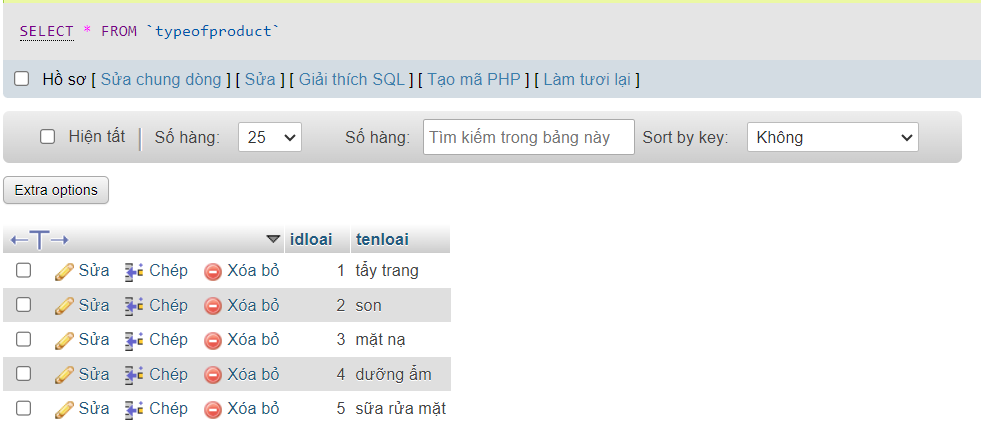 SELECT * FROM `typeofproduct`
Hồ sơ [ Sửa chung dòng ] [ Sửa ] [ Giải thích SQL ] [ Tạo mã PHP ] [ Làm tươi lại ]
Hiện tất Số hàng: 25 Số hàng: Tìm kiếm trong bảng này Sort by key: Không
Extra options
idloai tenloai
Sửa Chép Xóa bỏ 1 tẩy trang
Sửa Chép Xóa bỏ 2 son
Sửa Chép Xóa bỏ 3 mặt nạ
Sửa Chép Xóa bỏ 4 dưỡng ẩm
Sửa Chép Xóa bỏ 5 sữa rửa mặt